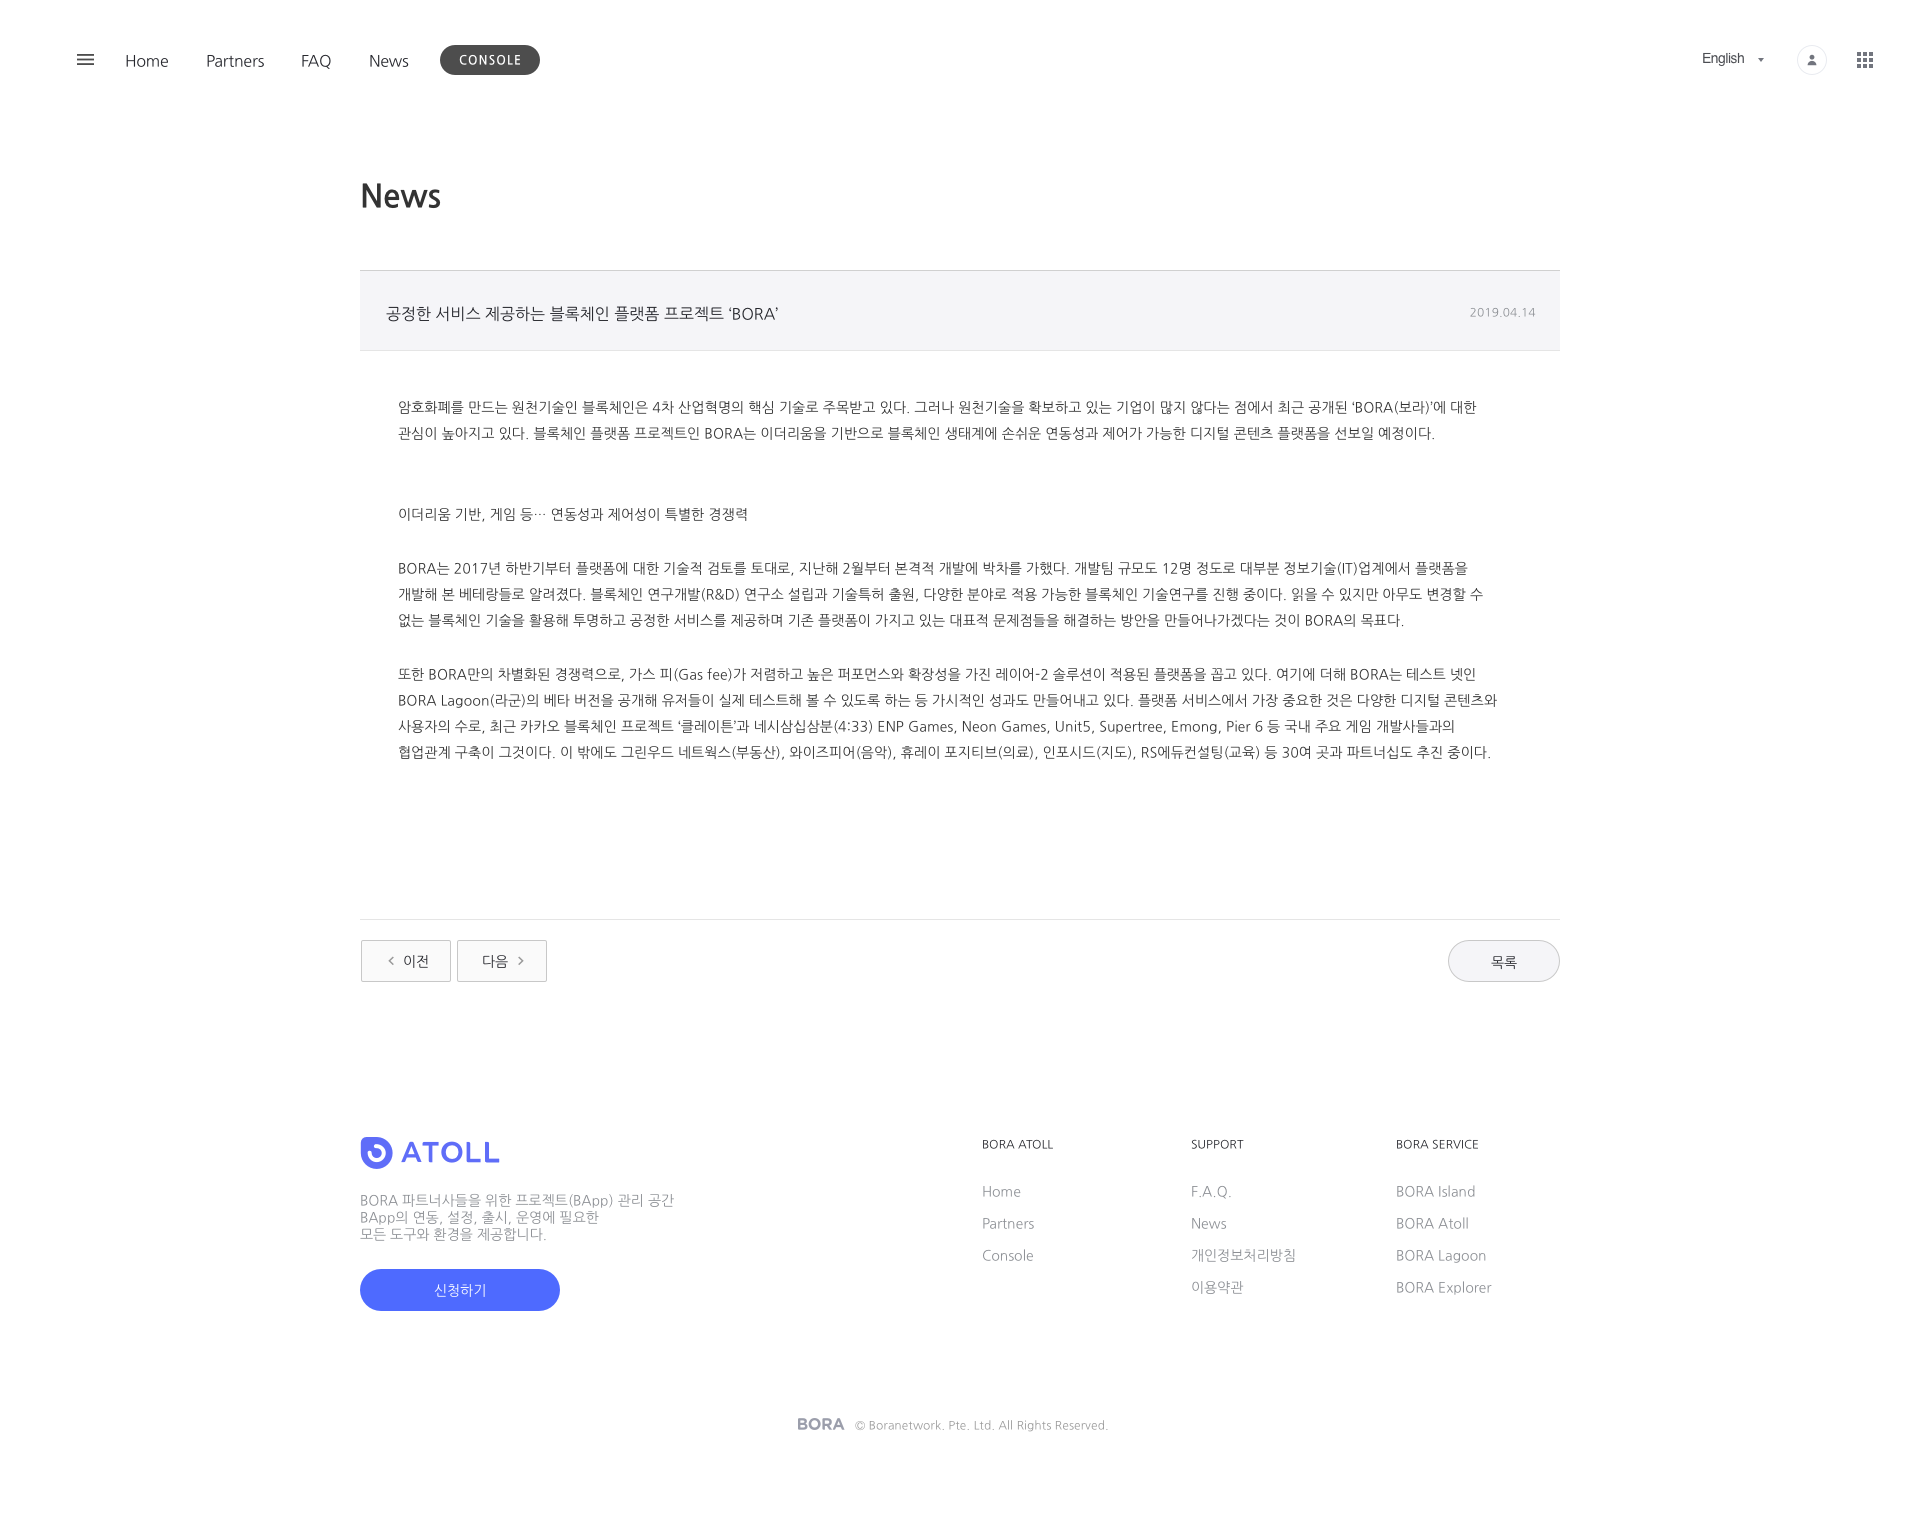 Home Partners FAQ News CONSOLE English
News
공정한 서비스 제공하는 블록체인 플랫폼 프로젝트 ‘BORA’ 2019.04.14
암호화폐를 만드는 원천기술인 블록체인은 4차 산업혁명의 핵심 기술로 주목받고 있다. 그러나 원천기술을 확보하고 있는 기업이 많지 않다는 점에서 최근 공개된 ‘BORA(보라)’에 대한
관심이 높아지고 있다. 블록체인 플랫폼 프로젝트인 BORA는 이더리움을 기반으로 블록체인 생태계에 손쉬운 연동성과 제어가 가능한 디지털 콘텐츠 플랫폼을 선보일 예정이다.
이더리움 기반, 게임 등… 연동성과 제어성이 특별한 경쟁력
BORA는 2017년 하반기부터 플랫폼에 대한 기술적 검토를 토대로, 지난해 2월부터 본격적 개발에 박차를 가했다. 개발팀 규모도 12명 정도로 대부분 정보기술(IT)업계에서 플랫폼을
개발해 본 베테랑들로 알려졌다. 블록체인 연구개발(R&D) 연구소 설립과 기술특허 출원, 다양한 분야로 적용 가능한 블록체인 기술연구를 진행 중이다. 읽을 수 있지만 아무도 변경할 수
없는 블록체인 기술을 활용해 투명하고 공정한 서비스를 제공하며 기존 플랫폼이 가지고 있는 대표적 문제점들을 해결하는 방안을 만들어나가겠다는 것이 BORA의 목표다.
또한 BORA만의 차별화된 경쟁력으로, 가스 피(Gas fee)가 저렴하고 높은 퍼포먼스와 확장성을 가진 레이어-2 솔루션이 적용된 플랫폼을 꼽고 있다. 여기에 더해 BORA는 테스트 넷인
BORA Lagoon(라군)의 베타 버전을 공개해 유저들이 실제 테스트해 볼 수 있도록 하는 등 가시적인 성과도 만들어내고 있다. 플랫폼 서비스에서 가장 중요한 것은 다양한 디지털 콘텐츠와
사용자의 수로, 최근 카카오 블록체인 프로젝트 ‘클레이튼’과 네시삼십삼분(4:33) ENP Games, Neon Games, Unit5, Supertree, Emong, Pier 6 등 국내 주요 게임 개발사들과의
협업관계 구축이 그것이다. 이 밖에도 그린우드 네트웍스(부동산), 와이즈피어(음악), 휴레이 포지티브(의료), 인포시드(지도), RS에듀컨설팅(교육) 등 30여 곳과 파트너십도 추진 중이다.
이전 다음 목록
ATOLL
BORA 파트너사들을 위한 프로젝트(BApp) 관리 공간
BApp의 연동, 설정, 출시, 운영에 필요한
모든 도구와 환경을 제공합니다.
신청하기
BORA ATOLL
Home
Partners
Console
SUPPORT
F.A.Q.
News
개인정보처리방침
이용약관
BORA SERVICE
BORA Island
BORA Atoll
BORA Lagoon
BORA Explorer
BORA © Boranetwork. Pte. Ltd. All Rights Reserved.